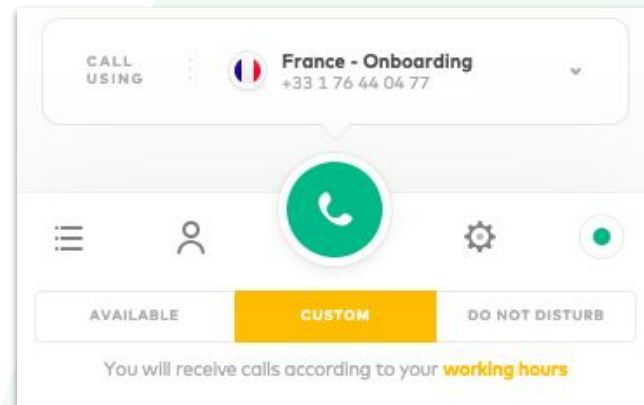 CALL
USING
France - Onboarding
+33 1 76 44 04 77
AVAILABLE
CUSTOM
DO NOT DISTURB
You will receive calls according to your working hours